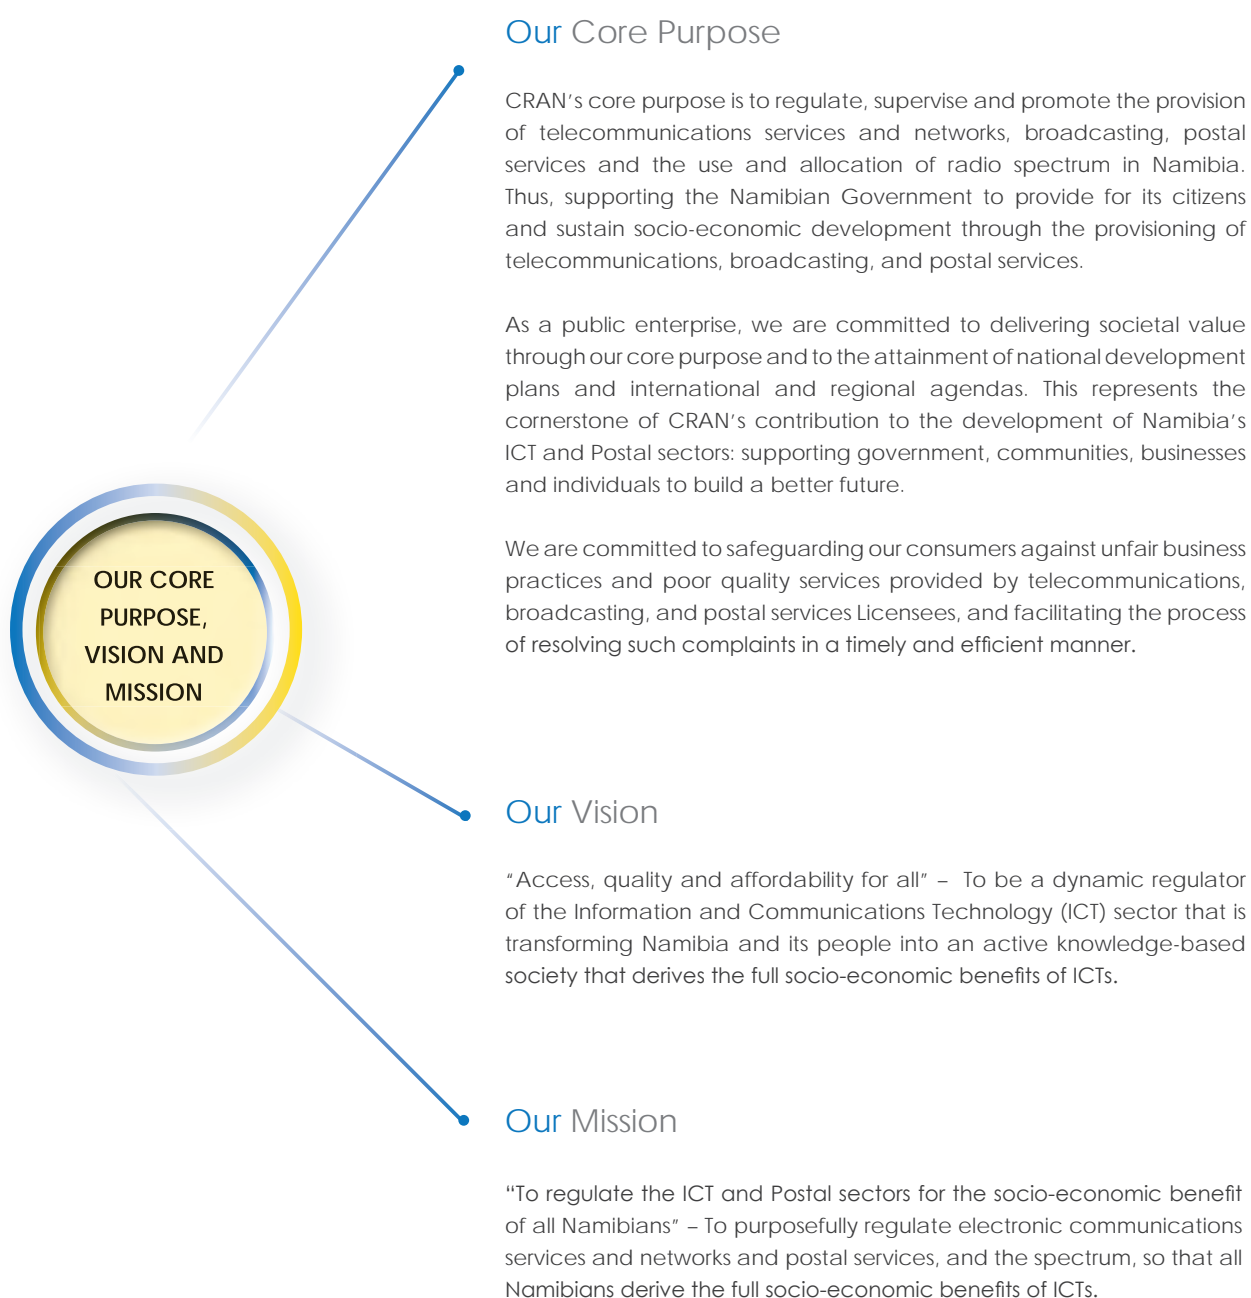 Our Core Purpose
CRAN's core purpose is to regulate, supervise and promote the provision
of telecommunications services and networks, broadcasting, postal
services and the use and allocation of radio spectrum in Namibia.
Thus, supporting the Namibian Government to provide for its citizens
and sustain socio-economic development through the provisioning of
telecommunications, broadcasting, and postal services.
As a public enterprise, we are committed to delivering societal value
through our core purpose and to the attainment of national development
plans and international and regional agendas. This represents the
cornerstone of CRAN's contribution to the development of Namibia's
ICT and Postal sectors: supporting government, communities, businesses
and individuals to build a better future.
We are committed to safeguarding our consumers against unfair business
practices and poor quality services provided by telecommunications,
broadcasting, and postal services Licensees, and facilitating the process
of resolving such complaints in a timely and efficient manner.
OUR CORE
PURPOSE,
VISION AND
MISSION
Our Vision
"Access, quality and affordability for all" – To be a dynamic regulator
of the Information and Communications Technology (ICT) sector that is
transforming Namibia and its people into an active knowledge-based
society that derives the full socio-economic benefits of ICTs.
Our Mission
"To regulate the ICT and Postal sectors for the socio-economic benefit
of all Namibians" – To purposefully regulate electronic communications
services and networks and postal services, and the spectrum, so that all
Namibians derive the full socio-economic benefits of ICTs.